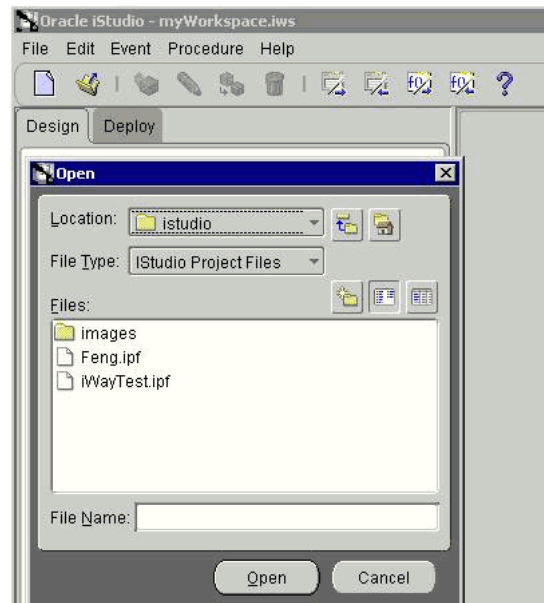 Oracle iStudio - myWorkspace.iws
File Edit Event Procedure Help
Design Deploy
Open
Location: istudio
File Type: IStudio Project Files
Files:
images
Feng.ipf
iWayTest.ipf
File Name:
Open Cancel